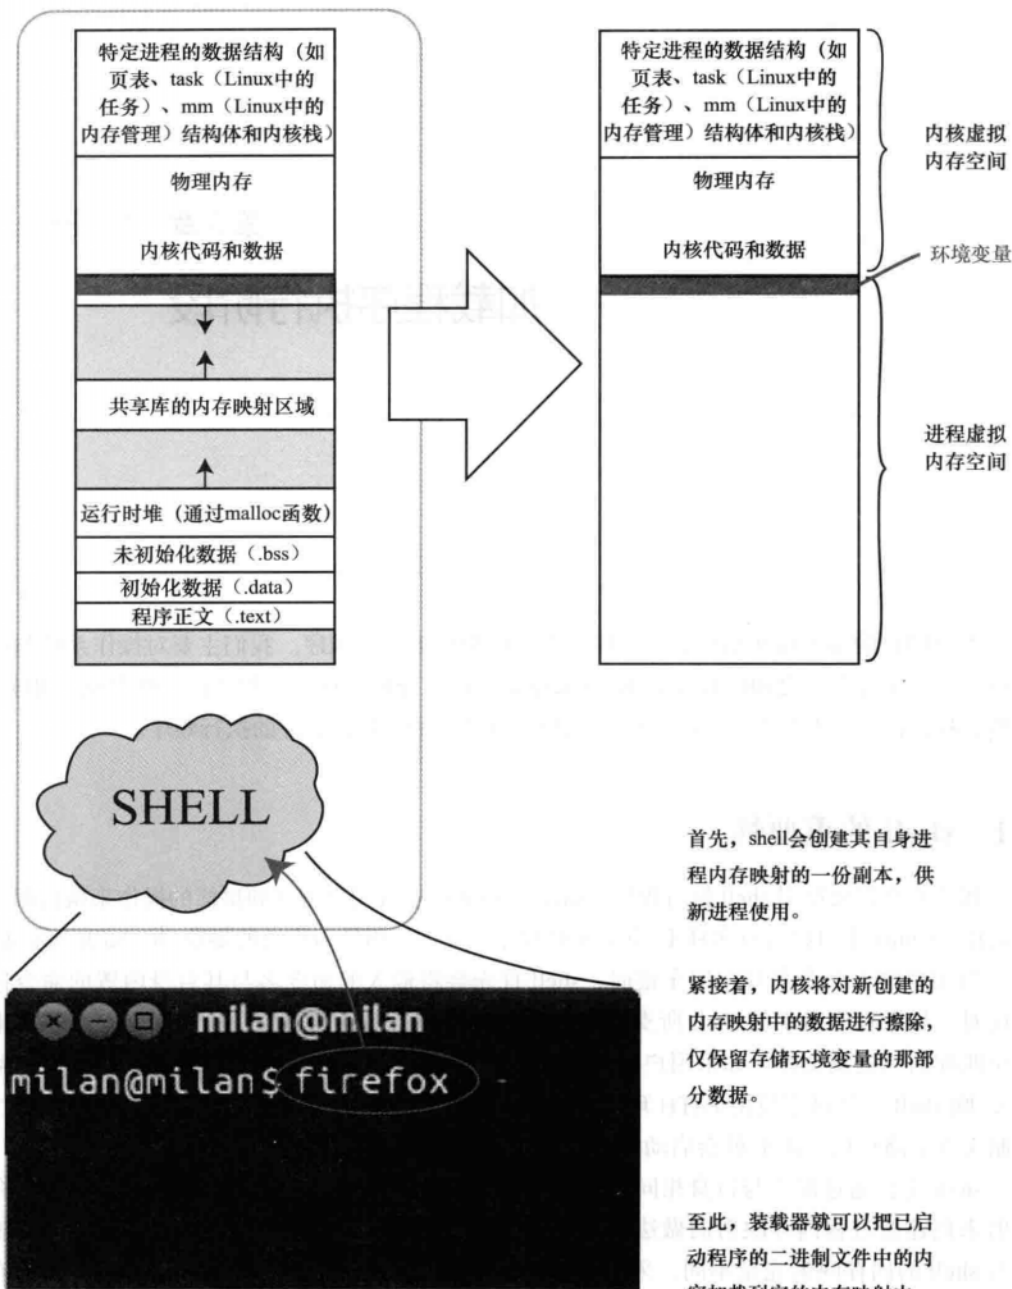 特定进程的数据结构（如
页表、task（Linux中的
任务）、mm（Linux中的
内存管理）结构体和内核栈）
物理内存
内核代码和数据
共享库的内存映射区域
运行时堆（通过malloc函数）
未初始化数据（.bss）
初始化数据（.data）
程序正文（.text）
特定进程的数据结构（如
页表、task（Linux中的
任务）、mm（Linux中的
内存管理）结构体和内核栈）
物理内存
内核代码和数据
内核虚拟
内存空间
环境变量
进程虚拟
内存空间
SHELL
milan@milan
milan@milan$ firefox
首先，shell会创建其自身进
程内存映射的一份副本，供
新进程使用。
紧接着，内核将对新创建的
内存映射中的数据进行擦除，
仅保留存储环境变量的那部
分数据。
至此，装载器就可以把已启
动程序的二进制文件中的内